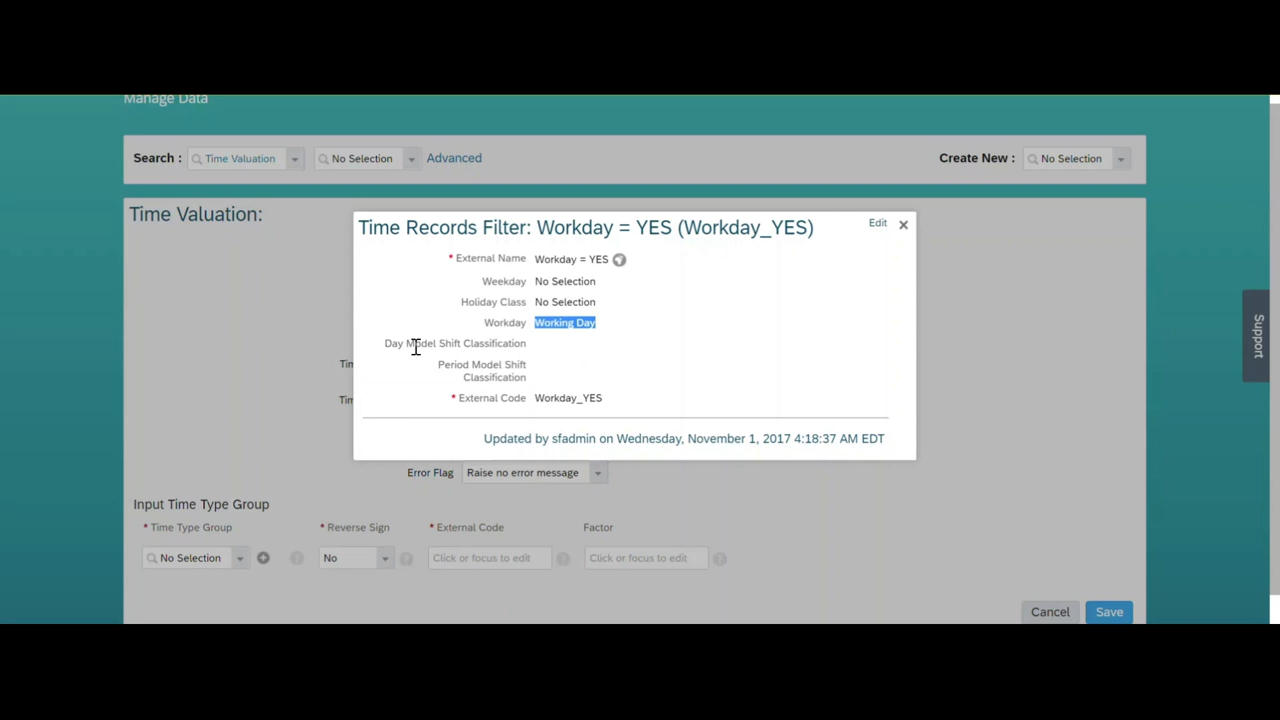 Manage Data
Search : Time Valuation No Selection Advanced Create New : No Selection
Time Valuation:
Time Records Filter: Workday = YES (Workday_YES) Edit
* External Name Workday = YES
Weekday No Selection
Holiday Class No Selection
Workday Working Day
Day Model Shift Classification
Period Model Shift
Classification
* External Code Workday_YES
Updated by sfadmin on Wednesday, November 1, 2017 4:18:37 AM EDT
Error Flag Raise no error message
Input Time Type Group
* Time Type Group * Reverse Sign * External Code Factor
No Selection No Click or focus to edit Click or focus to edit
Cancel Save
Support